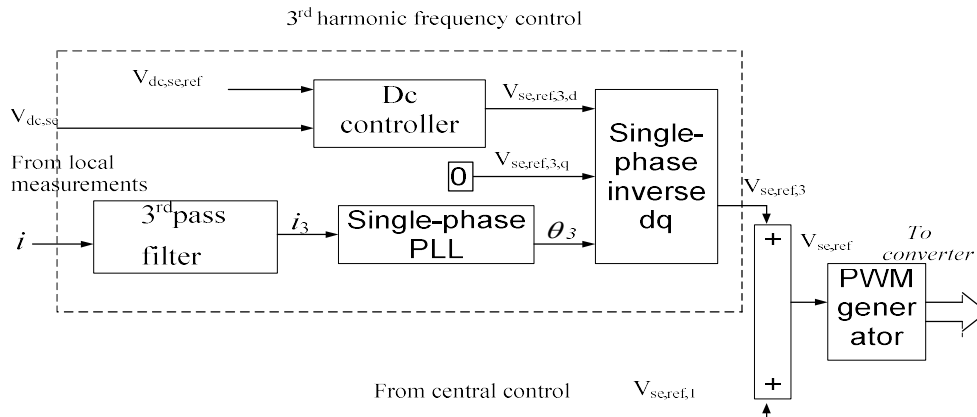 3rd harmonic frequency control
Vdc,se,ref
Vdc,se
Dc
controller
Vse,ref,3,d
From local
measurements
0
Vse,ref,3,q
Single-
phase
inverse
dq
Vse,ref,3
i
3rd pass
filter
i3
Single-phase
PLL
θ3
+
+
Vse,ref
To
converter
PWM
gener
ator
From central control
Vse,ref,1